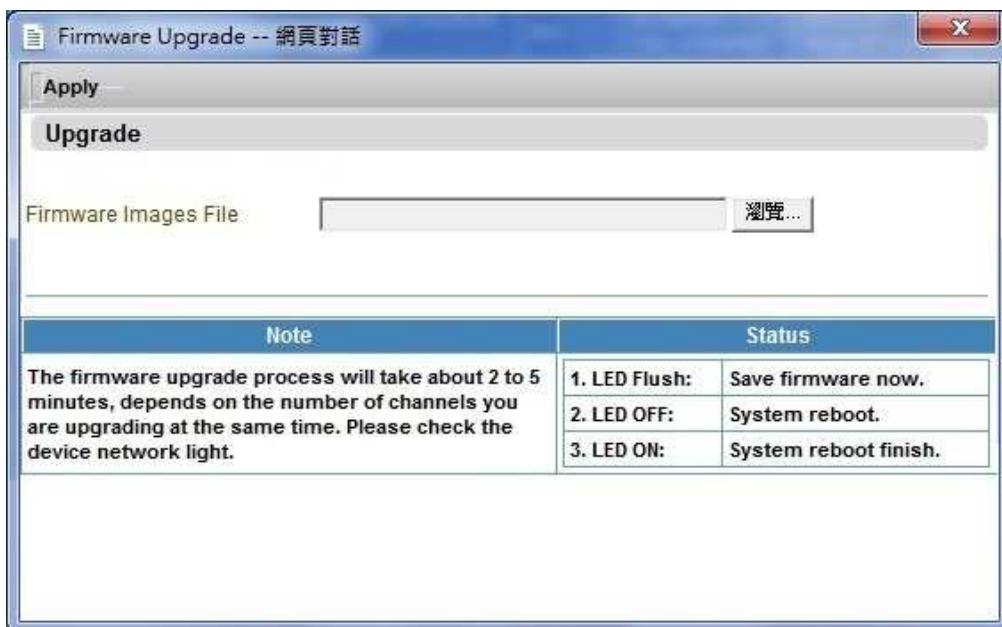 Firmware Upgrade -- 網頁對話
Apply
Upgrade
Firmware Images File
瀏覽...
Note
Status
The firmware upgrade process will take about 2 to 5
minutes, depends on the number of channels you
are upgrading at the same time. Please check the
device network light.
1. LED Flush: Save firmware now.
2. LED OFF: System reboot.
3. LED ON: System reboot finish.